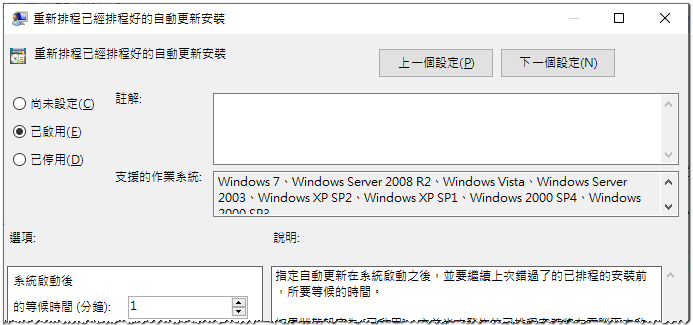 重新排程已經排程好的自動更新安裝
重新排程已經排程好的自動更新安裝
上一個設定(P)
下一個設定(N)
尚未設定(C)
已啟用(E)
已停用(D)
註解:
支援的作業系統:
Windows 7、Windows Server 2008 R2、Windows Vista、Windows Server
2003、Windows XP SP2、Windows XP SP1、Windows 2000 SP4、Windows
2000 SP3
選項:
說明:
系統啟動後
的等候時間 (分鐘):
1
指定自動更新在系統啟動之後，並要繼續上次錯過了的已排程的安裝前
，所要等候的時間。